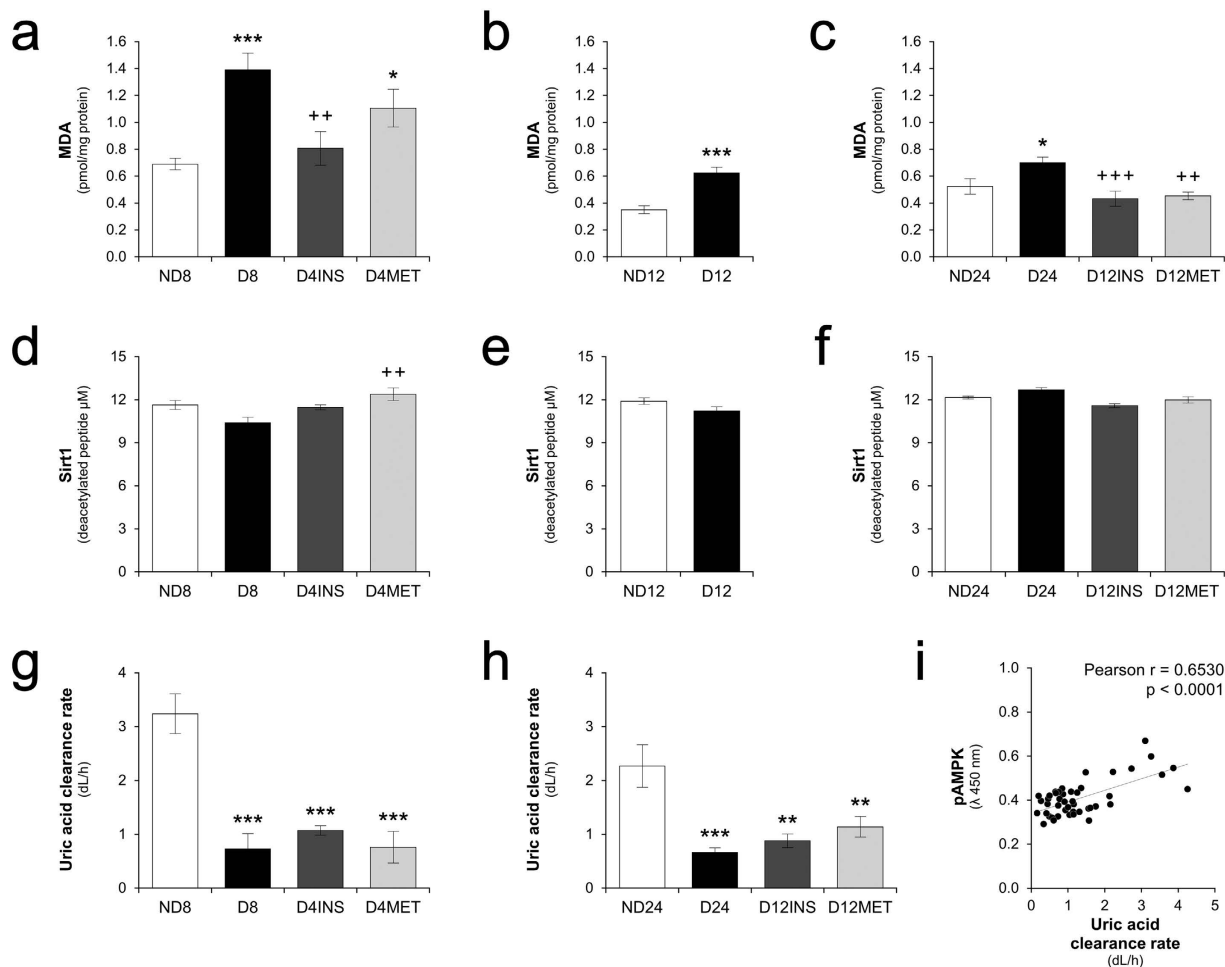 a
MDA
(pmol/mg protein)
1.6
1.4
1.2
1.0
0.8
0.6
0.4
0.2
0.0
***
++
*
ND8 D8 D4INS D4MET
b
MDA
(pmol/mg protein)
1.6
1.4
1.2
1.0
0.8
0.6
0.4
0.2
0.0
***
ND12 D12
c
MDA
(pmol/mg protein)
1.6
1.4
1.2
1.0
0.8
0.6
0.4
0.2
0.0
*
+++
++
ND24 D24 D12INS D12MET
d
Sirt1
(deacetylated peptide µM)
15
12
9
6
3
0
++
ND8 D8 D4INS D4MET
e
Sirt1
(deacetylated peptide µM)
15
12
9
6
3
0
ND12 D12
f
Sirt1
(deacetylated peptide µM)
15
12
9
6
3
0
ND24 D24 D12INS D12MET
g
Uric acid clearance rate
(dL/h)
4
3
2
1
0
*** *** ***
ND8 D8 D4INS D4MET
h
Uric acid clearance rate
(dL/h)
4
3
2
1
0
*** ** **
ND24 D24 D12INS D12MET
i
Pearson r = 0.6530
p < 0.0001
pAMPK
(λ 450 nm)
1.0
0.8
0.6
0.4
0.2
0.0
0 1 2 3 4 5
Uric acid
clearance rate
(dL/h)